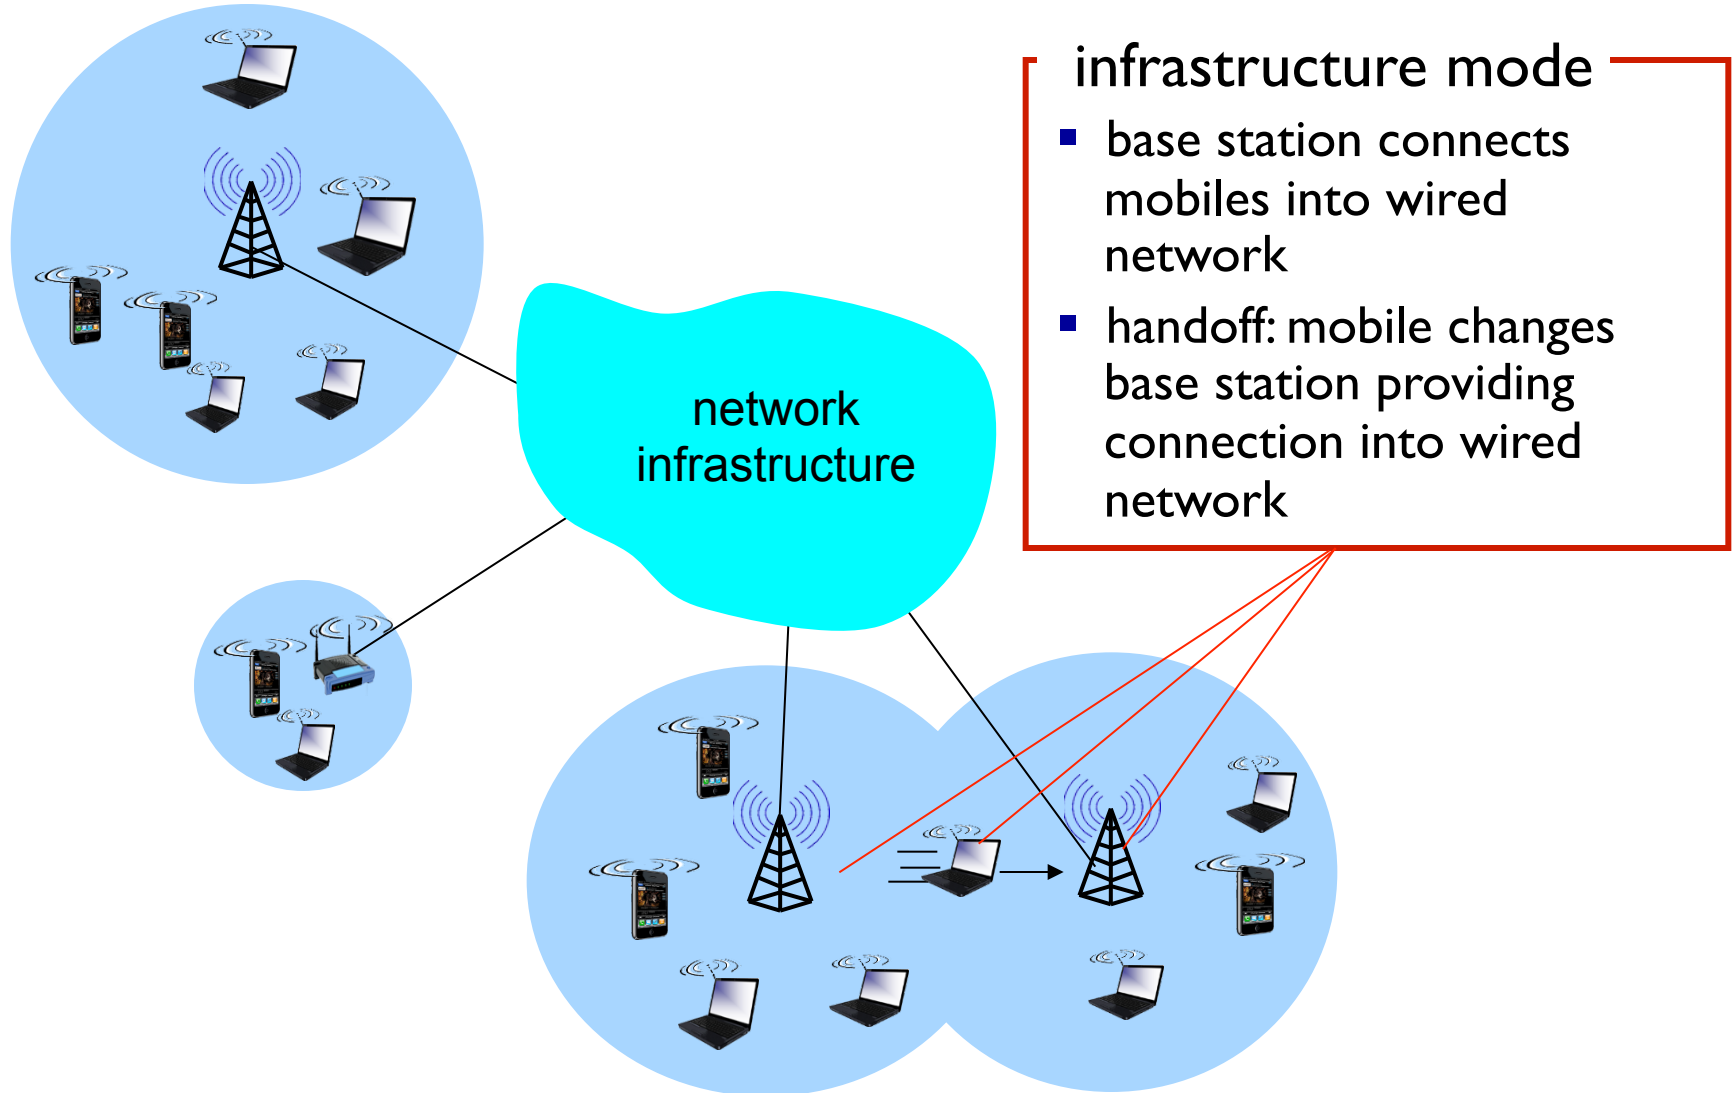 infrastructure mode
▪ base station connects
mobiles into wired
network
▪ handoff: mobile changes
base station providing
connection into wired
network
network
infrastructure